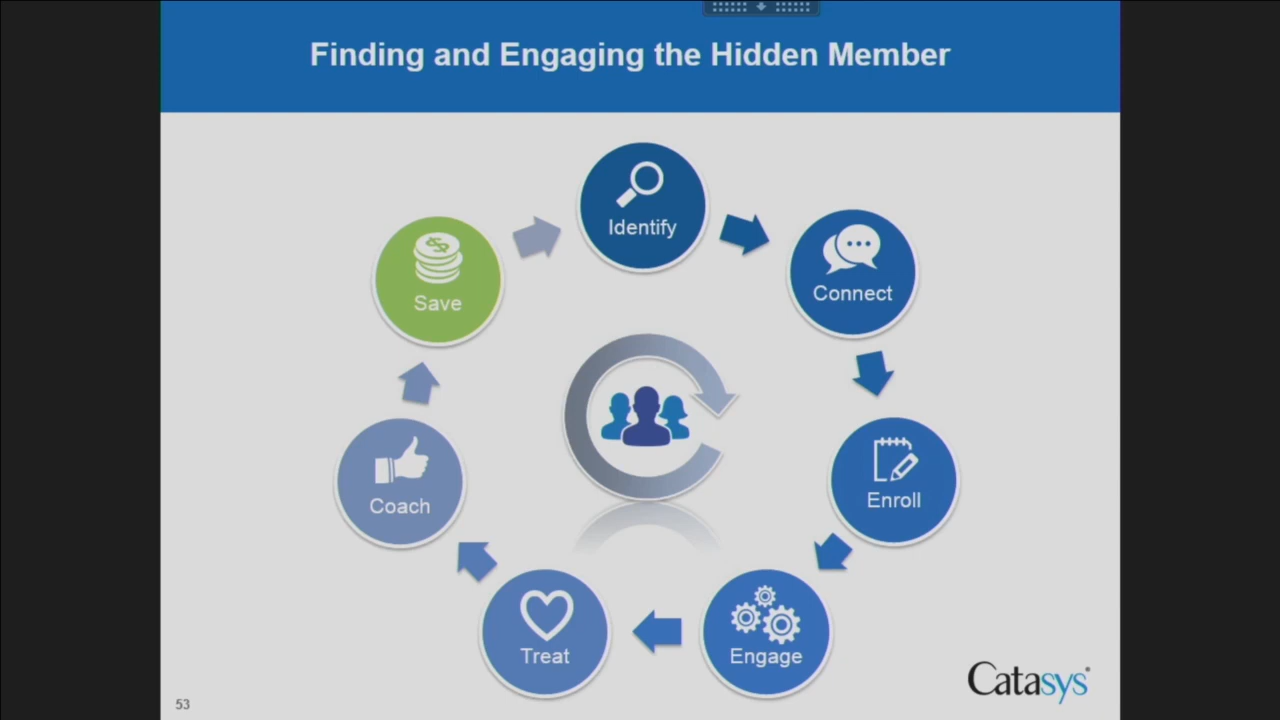 Finding and Engaging the Hidden Member
Identify
Connect
Enroll
Engage
Treat
Coach
Save
Catasys®
53